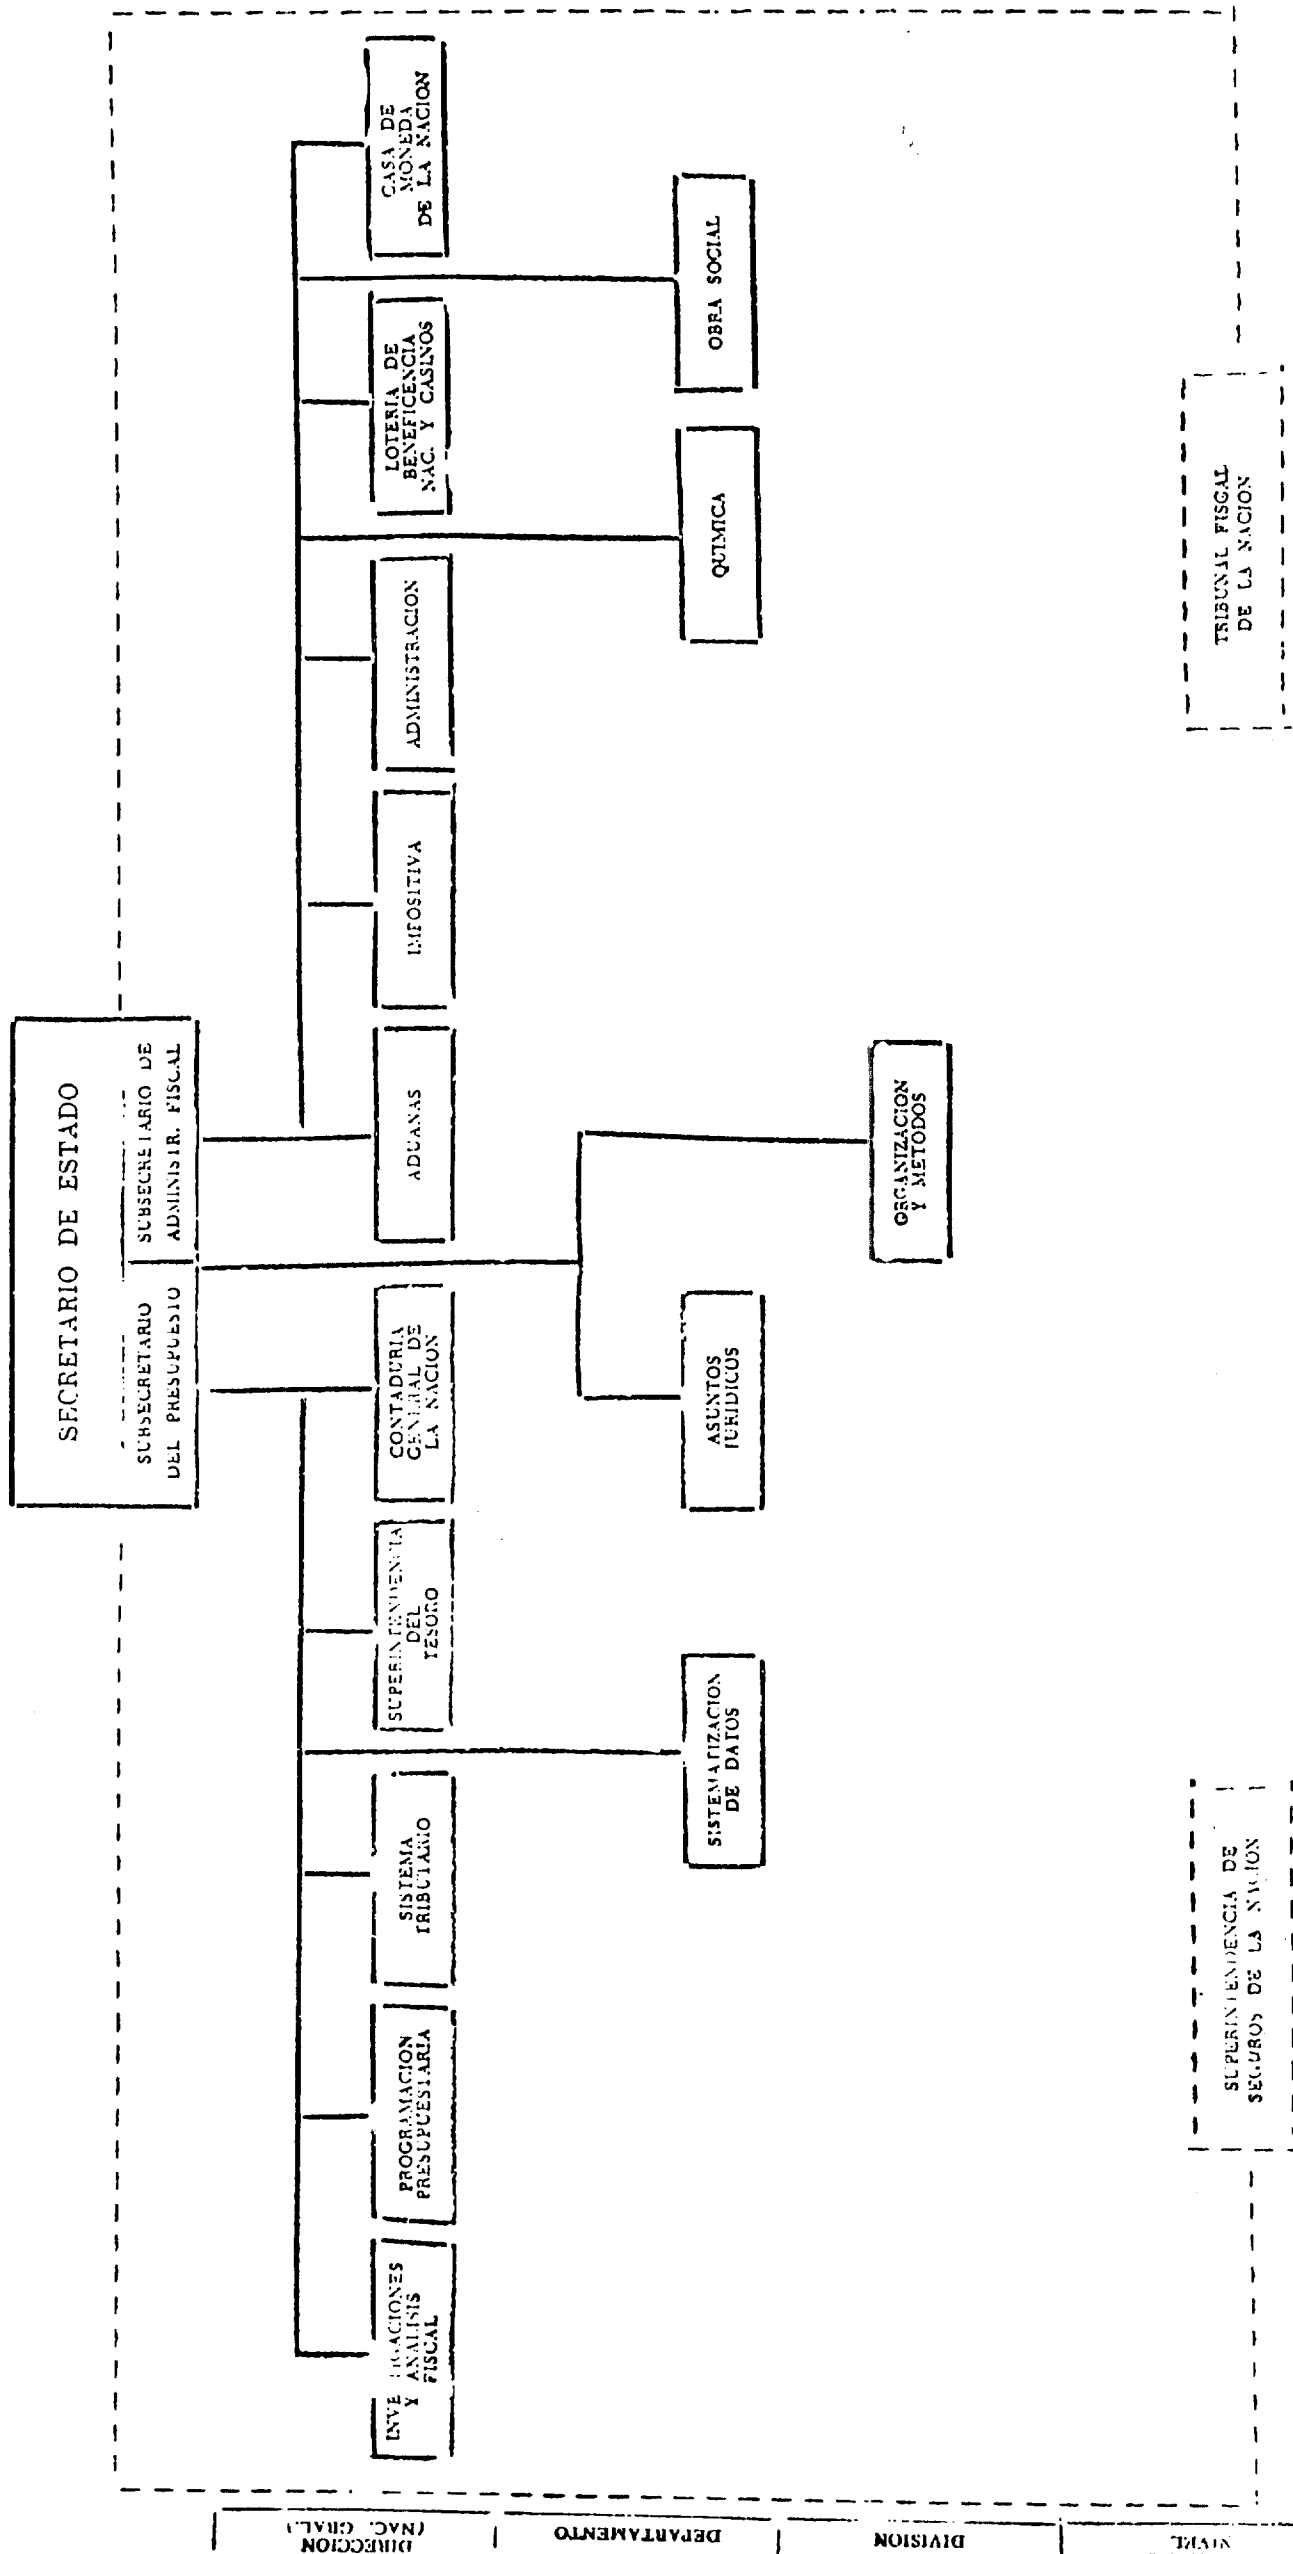 SECRETARIO DE ESTADO
SUBSECRETARIO
DEL PRESUPUESTO
SUBSECRETARIO DE
ADMINISTR. FISCAL
Y ANALISIS
FISCAL
PROGRAMACION
PRESUPUESTARIA
SISTEMA
TRIBUTARIO
SUPERINTENDENCIA
DEL
TESORO
CONTADURIA
GENERAL DE
LA NACION
ADUANAS
IMPOSITIVA
ADMINISTRACION
LOTERIA DE
BENEFICENCIA
NAC. Y CASINOS
CASA DE
MONEDA
DE LA NACION
SISTEMATIZACION
DE DATOS
ASUNTOS
JURIDICOS
QUIMICA
OBRA SOCIAL
ORGANIZACION
Y METODOS
SUPERINTENDENCIA DE
SEGUROS DE LA NACION
TRIBUNAL FISCAL
DE LA NACION
DIRECCION
(NAC. GRAL.)
DEPARTAMENTO
DIVISION